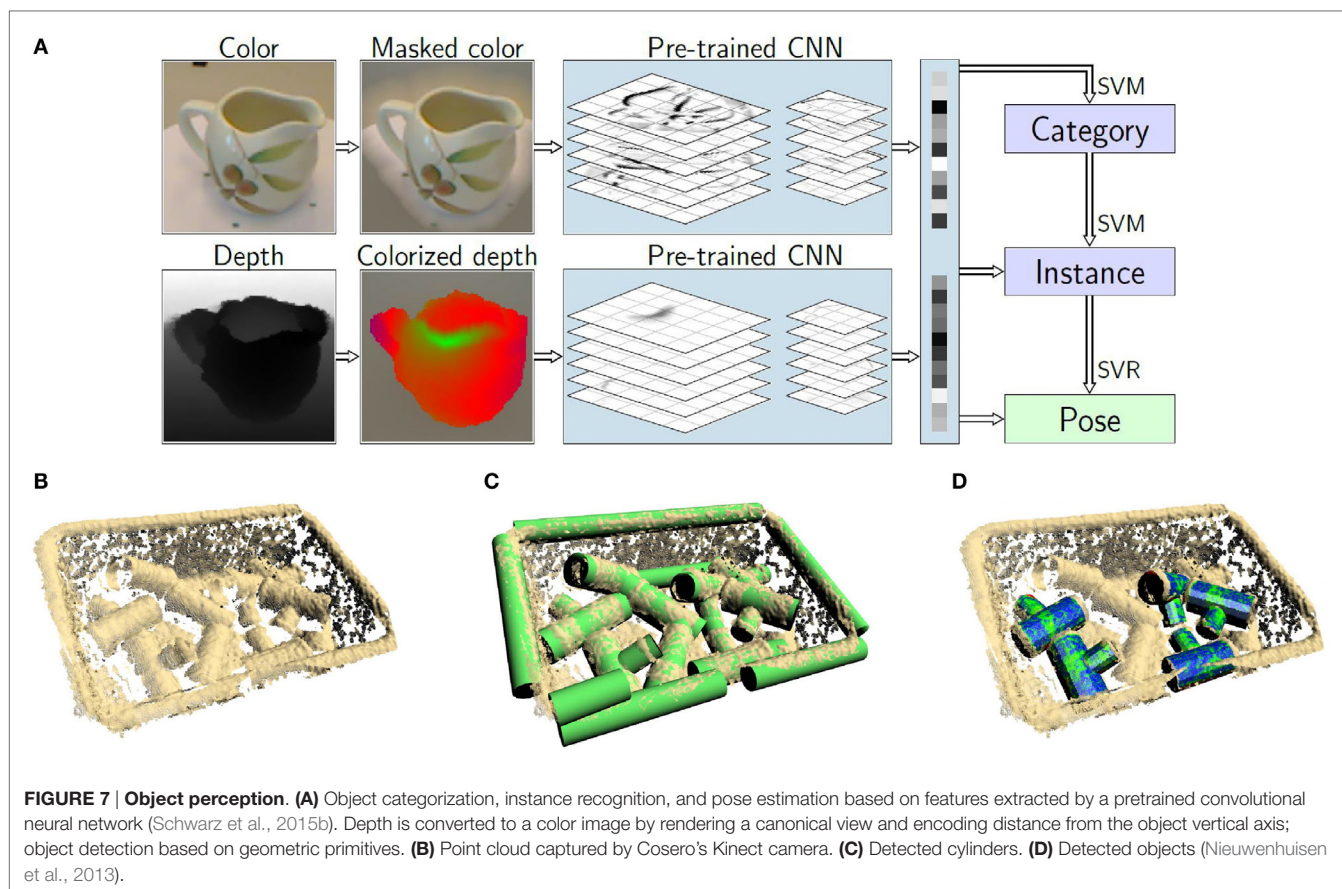 A
Color
Masked color
Pre-trained CNN
SVM
Category
SVM
Depth
Colorized depth
Pre-trained CNN
Instance
SVR
Pose
B
C
D
FIGURE 7 | Object perception. (A) Object categorization, instance recognition, and pose estimation based on features extracted by a pretrained convolutional
neural network (Schwarz et al., 2015b). Depth is converted to a color image by rendering a canonical view and encoding distance from the object vertical axis;
object detection based on geometric primitives. (B) Point cloud captured by Cosero's Kinect camera. (C) Detected cylinders. (D) Detected objects (Nieuwenhuisen
et al., 2013).